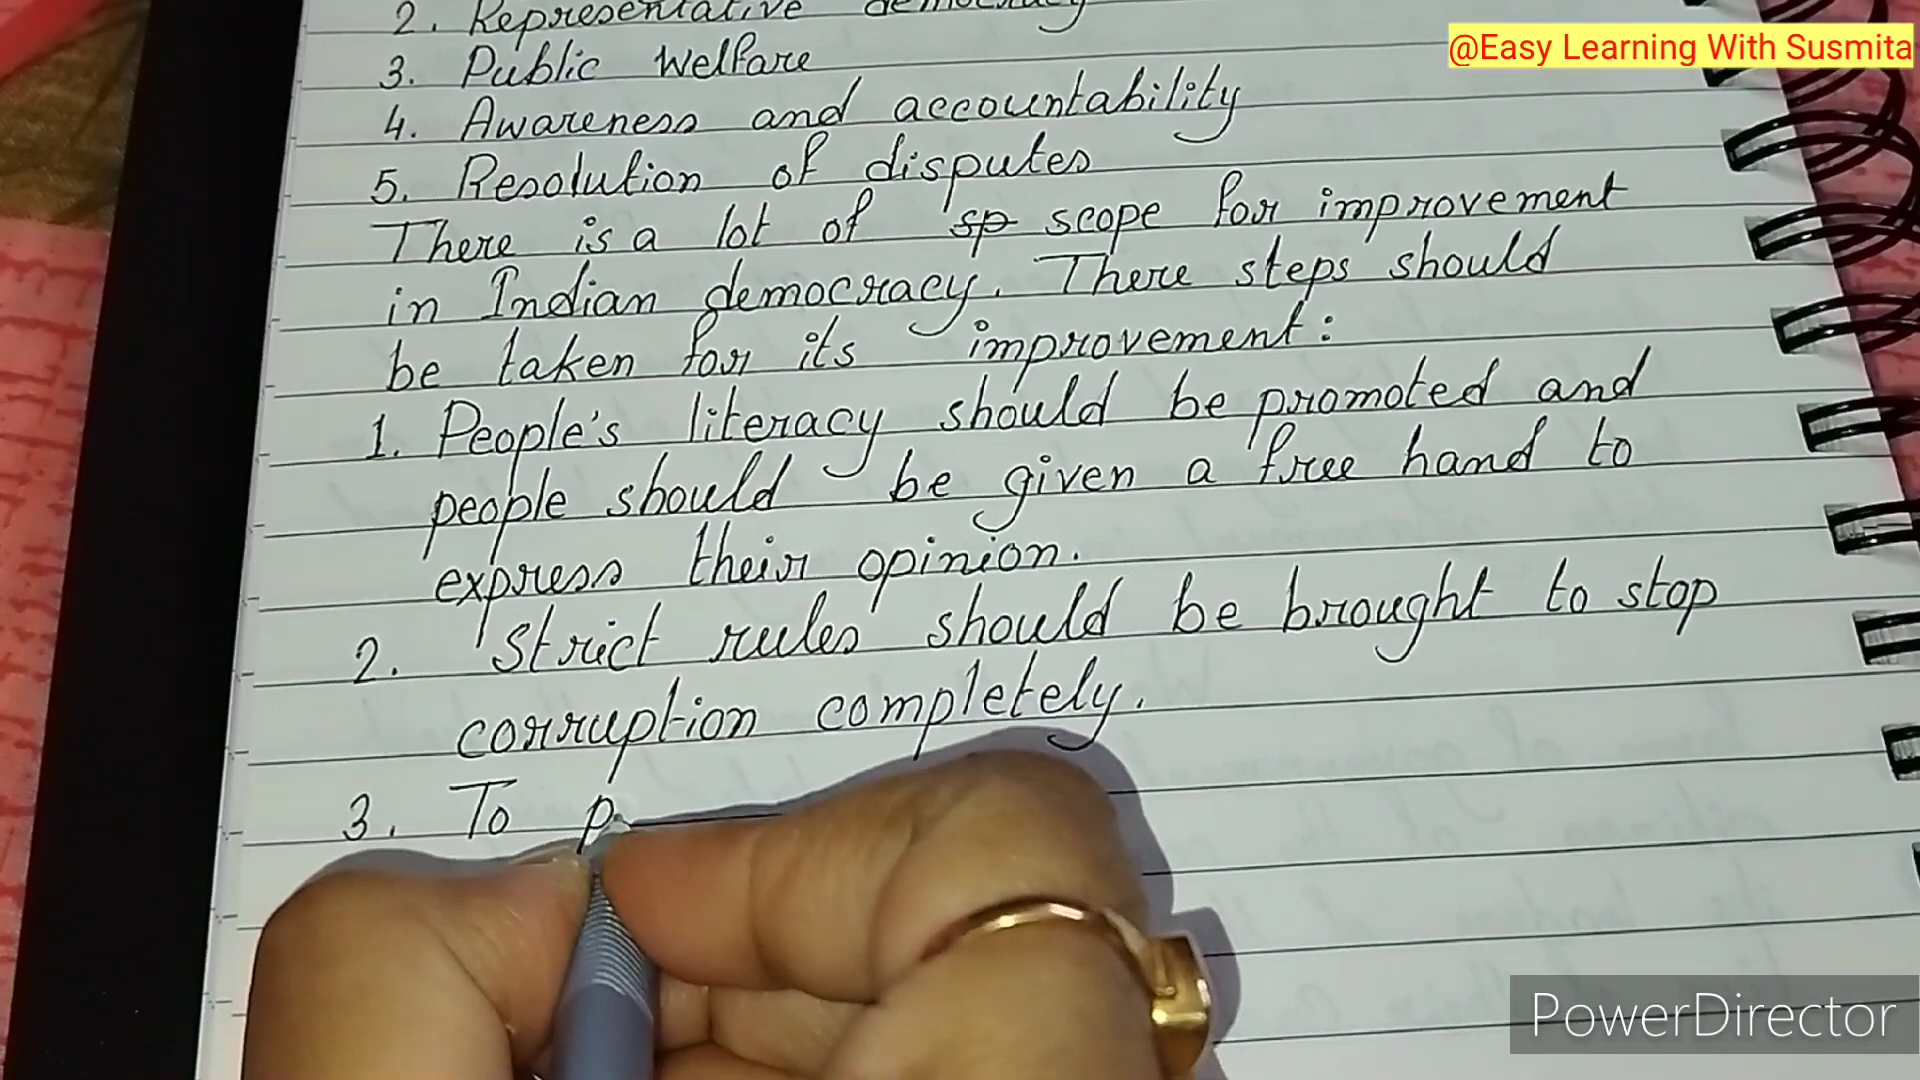 2. Representative democracy
@Easy Learning With Susmita
3. Public Welfare
4. Awareness and accountability
5. Resolution of disputes
There is a lot of sp scope for improvement
in Indian democracy. There steps should
be taken for its improvement:
1. People's literacy should be promoted and
people should be given a free hand to
express their opinion.
2. Strict rules should be brought to stop
corruption completely.
3. To p
PowerDirector